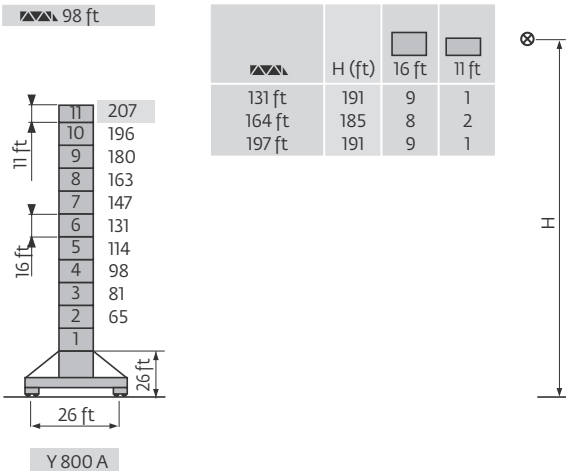 98 ft
H (ft) 16 ft 11 ft
131 ft 191 9 1
164 ft 185 8 2
197 ft 191 9 1
11 207
10 196
9 180
8 163
7 147
6 131
5 114
4 98
3 81
2 65
1
11 ft
16 ft
26 ft
26 ft
H
Y 800 A